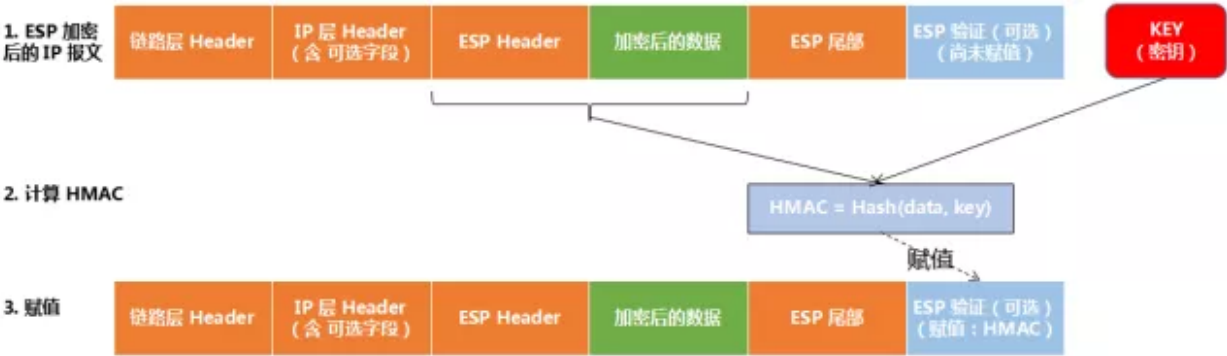 1. ESP 加密
后的 IP 报文
链路层 Header
IP 层 Header
（含 可选字段）
ESP Header
加密后的数据
ESP 尾部
ESP 验证（可选）
（尚未赋值）
KEY
（密钥）
2. 计算 HMAC
HMAC = Hash(data, key)
赋值
3. 赋值
链路层 Header
IP 层 Header
（含 可选字段）
ESP Header
加密后的数据
ESP 尾部
ESP 验证（可选）
（赋值：HMAC）